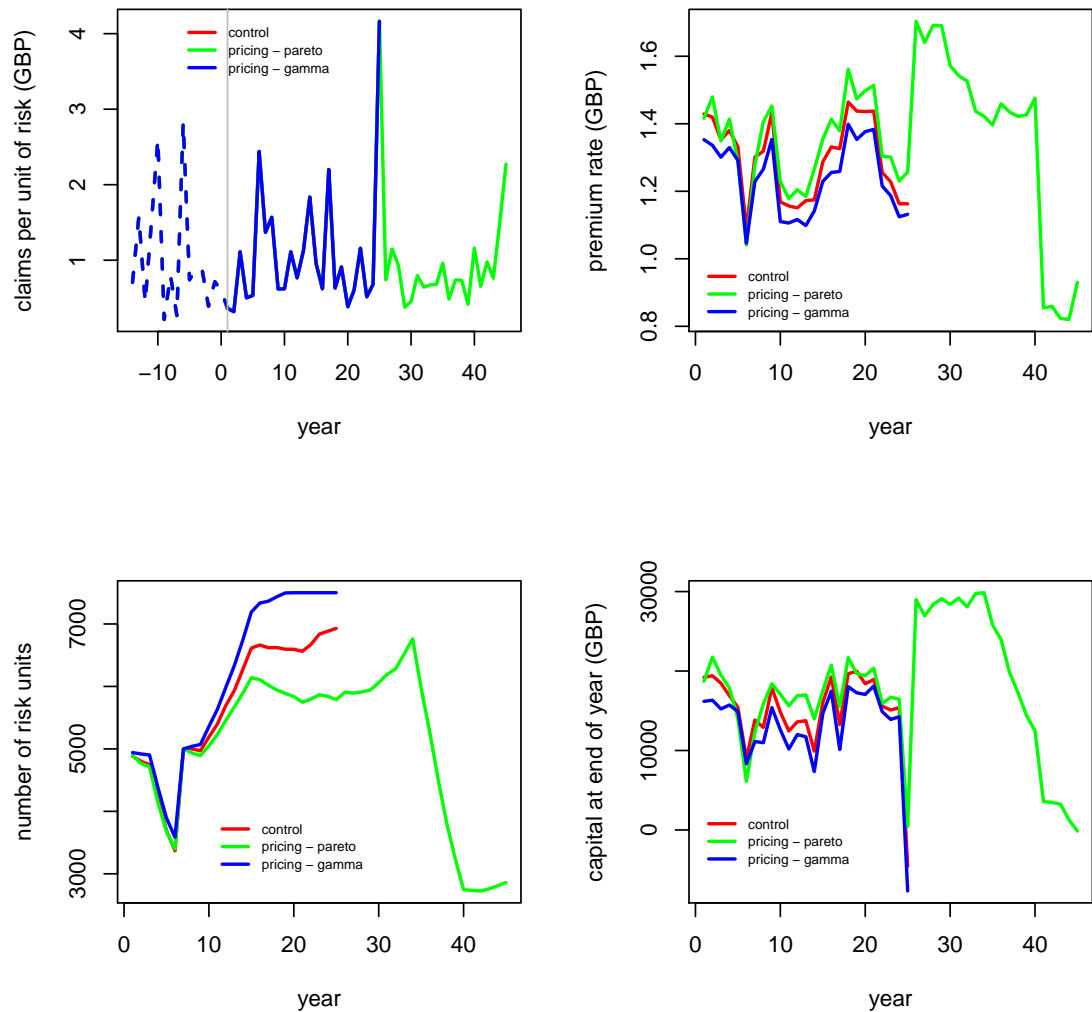 claims per unit of risk (GBP)
4
3
2
1
control
pricing − pareto
pricing − gamma
−10
0
10
20
30
40
year
premium rate (GBP)
1.6
1.4
1.2
1.0
0.8
control
pricing − pareto
pricing − gamma
0
10
20
30
40
year
number of risk units
7000
5000
3000
control
pricing − pareto
pricing − gamma
0
10
20
30
40
year
capital at end of year (GBP)
30000
10000
0
control
pricing − pareto
pricing − gamma
0
10
20
30
40
year